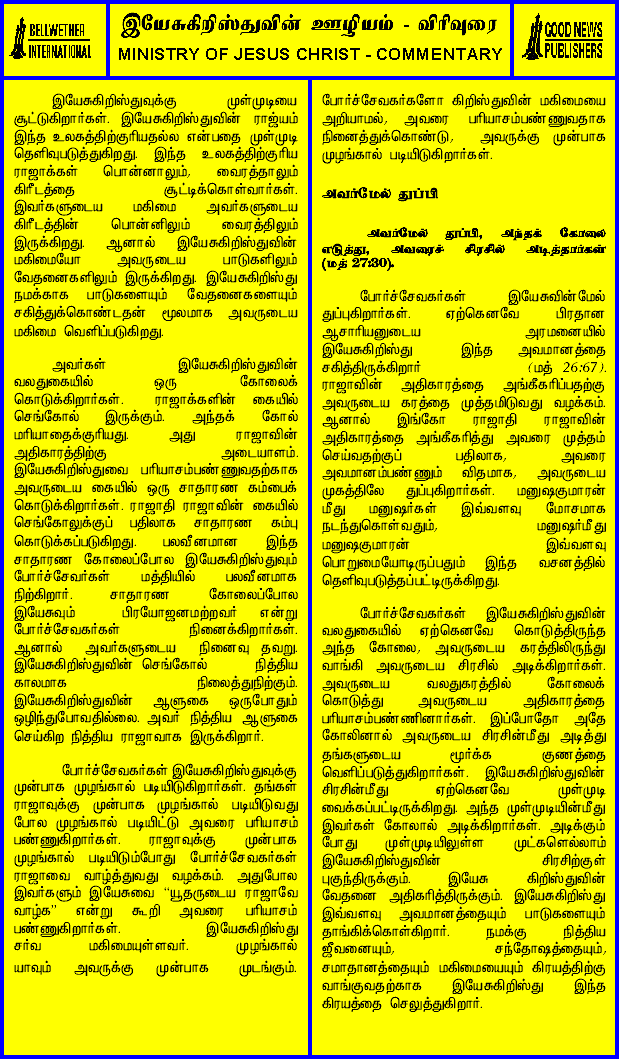 BELLWETHER
INTERNATIONAL
இயேசுகிறிஸ்துவின் ஊழியம் - விரிவுரை
MINISTRY OF JESUS CHRIST - COMMENTARY
GOOD NEWS
PUBLISHERS
இயேசுகிறிஸ்துவுக்கு முள்முடியை
சூட்டுகிறார்கள். இயேசுகிறிஸ்துவின் ராஜ்யம்
இந்த உலகத்திற்குரியதல்ல என்பதை முள்முடி
தெளிவுபடுத்துகிறது. இந்த உலகத்திற்குரிய
ராஜாக்கள் பொன்னாலும், வைரத்தாலும்
கிரீடத்தை சூட்டிக்கொள்வார்கள்.
இவர்களுடைய மகிமை அவர்களுடைய
கிரீடத்தின் பொன்னிலும் வைரத்திலும்
இருக்கிறது. ஆனால் இயேசுகிறிஸ்துவின்
மகிமையோ அவருடைய பாடுகளிலும்
வேதனைகளிலும் இருக்கிறது. இயேசுகிறிஸ்து
நமக்காக பாடுகளையும் வேதனைகளையும்
சகித்துக்கொண்டதன் மூலமாக அவருடைய
மகிமை வெளிப்படுகிறது.
அவர்கள் இயேசுகிறிஸ்துவின்
வலதுகையில் ஒரு கோலைக்
கொடுக்கிறார்கள். ராஜாக்களின் கையில்
செங்கோல் இருக்கும். அந்தக் கோல்
மரியாதைக்குரியது. அது ராஜாவின்
அதிகாரத்திற்கு அடையாளம்.
இயேசுகிறிஸ்துவை பரியாசம்பண்ணுவதற்காக
அவருடைய கையில் ஒரு சாதாரண கம்பைக்
கொடுக்கிறார்கள். ராஜாதி ராஜாவின் கையில்
செங்கோலுக்குப் பதிலாக சாதாரண கம்பு
கொடுக்கப்படுகிறது. பலவீனமான இந்த
சாதாரண கோலைப்போல இயேசுகிறிஸ்துவும்
போர்ச்சேவர்கள் மத்தியில் பலவீனமாக
நிற்கிறார். சாதாரண கோலைப்போல
இயேசுவும் பிரயோஜனமற்றவர் என்று
போர்ச்சேவகர்கள் நினைக்கிறார்கள்.
ஆனால் அவர்களுடைய நினைவு தவறு.
இயேசுகிறிஸ்துவின் செங்கோல் நித்திய
காலமாக நிலைத்துநிற்கும்.
இயேசுகிறிஸ்துவின் ஆளுகை ஒருபோதும்
ஒழிந்துபோவதில்லை. அவர் நித்திய ஆளுகை
செய்கிற நித்திய ராஜாவாக இருக்கிறார்.
போர்ச்சேவகர்கள் இயேசுகிறிஸ்துவுக்கு
முன்பாக முழங்கால் படியிடுகிறார்கள். தங்கள்
ராஜாவுக்கு முன்பாக முழங்கால் படியிடுவது
போல முழங்கால் படியிட்டு அவரை பரியாசம்
பண்ணுகிறார்கள். ராஜாவுக்கு முன்பாக
முழங்கால் படியிடும்போது போர்ச்சேவகர்கள்
ராஜாவை வாழ்த்துவது வழக்கம். அதுபோல
இவர்களும் இயேசுவை “யூதருடைய ராஜாவே
வாழ்க” என்று கூறி அவரை பரியாசம்
பண்ணுகிறார்கள். இயேசுகிறிஸ்து
சர்வ மகிமையுள்ளவர். முழங்கால்
யாவும் அவருக்கு முன்பாக முடங்கும்.
போர்ச்சேவகர்களோ கிறிஸ்துவின் மகிமையை
அறியாமல், அவரை பரியாசம்பண்ணுவதாக
நினைத்துக்கொண்டு, அவருக்கு முன்பாக
முழங்கால் படியிடுகிறார்கள்.
அவர்மேல் துப்பி
அவர்மேல் துப்பி, அந்தக் கோலை
எடுத்து, அவரைச் சிரசில் அடித்தார்கள்
(மத் 27:30).
போர்ச்சேவகர்கள் இயேசுவின்மேல்
துப்புகிறார்கள். ஏற்கெனவே பிரதான
ஆசாரியனுடைய அரமனையில்
இயேசுகிறிஸ்து இந்த அவமானத்தை
சகித்திருக்கிறார் (மத் 26:67).
ராஜாவின் அதிகாரத்தை அங்கீகரிப்பதற்கு
அவருடைய கரத்தை முத்தமிடுவது வழக்கம்.
ஆனால் இங்கோ ராஜாதி ராஜாவின்
அதிகாரத்தை அங்கீகரித்து அவரை முத்தம்
செய்வதற்குப் பதிலாக, அவரை
அவமானம்பண்ணும் விதமாக, அவருடைய
முகத்திலே துப்புகிறார்கள். மனுஷகுமாரன்
மீது மனுஷர்கள் இவ்வளவு மோசமாக
நடந்துகொள்வதும், மனுஷர்மீது
மனுஷகுமாரன் இவ்வளவு
பொறுமையோடிருப்பதும் இந்த வசனத்தில்
தெளிவுபடுத்தப்பட்டிருக்கிறது.
போர்ச்சேவகர்கள் இயேசுகிறிஸ்துவின்
வலதுகையில் ஏற்கெனவே கொடுத்திருந்த
அந்த கோலை, அவருடைய கரத்திலிருந்து
வாங்கி அவருடைய சிரசில் அடிக்கிறார்கள்.
அவருடைய வலதுகரத்தில் கோலைக்
கொடுத்து அவருடைய அதிகாரத்தை
பரியாசம்பண்ணினார்கள். இப்போதோ அதே
கோலினால் அவருடைய சிரசின்மீது அடித்து
தங்களுடைய மூர்க்க குணத்தை
வெளிப்படுத்துகிறார்கள். இயேசுகிறிஸ்துவின்
சிரசின்மீது ஏற்கெனவே முள்முடி
வைக்கப்பட்டிருக்கிறது. அந்த முள்முடியின்மீது
இவர்கள் கோலால் அடிக்கிறார்கள். அடிக்கும்
போது முள்முடியிலுள்ள முட்களெல்லாம்
இயேசுகிறிஸ்துவின் சிரசிற்குள்
புகுந்திருக்கும். இயேசு கிறிஸ்துவின்
வேதனை அதிகரித்திருக்கும். இயேசுகிறிஸ்து
இவ்வளவு அவமானத்தையும் பாடுகளையும்
தாங்கிக்கொள்கிறார். நமக்கு நித்திய
ஜீவனையும், சந்தோஷத்தையும்,
சமாதானத்தையும் மகிமையையும் கிரயத்திற்கு
வாங்குவதற்காக இயேசுகிறிஸ்து இந்த
கிரயத்தை செலுத்துகிறார்.